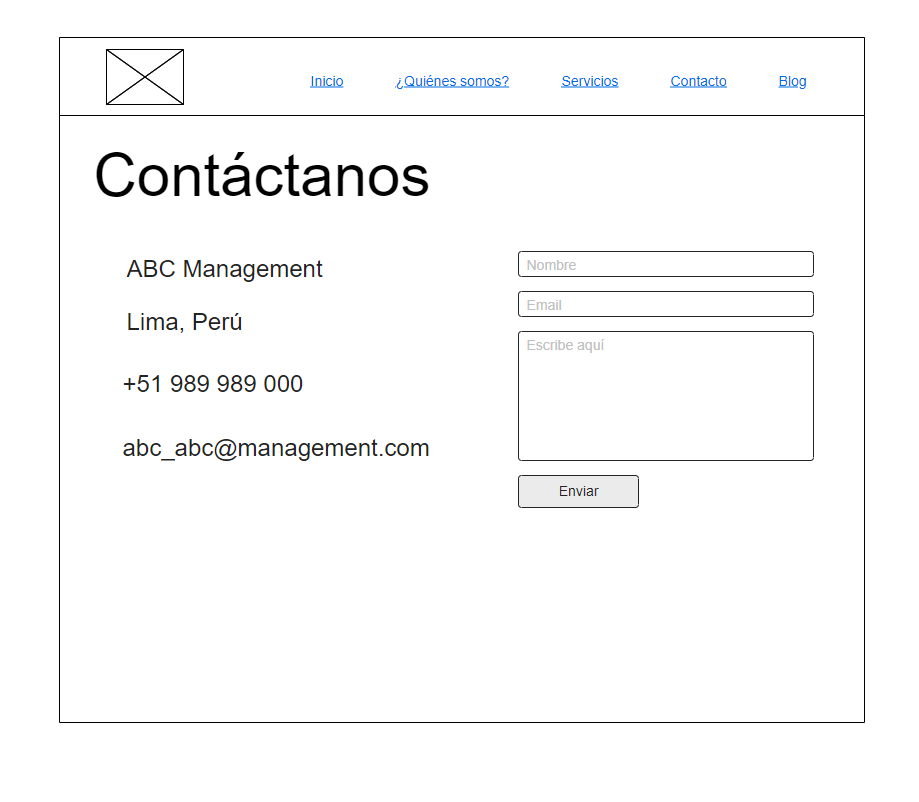 Inicio ¿Quiénes somos? Servicios Contacto Blog
Contáctanos
ABC Management
Lima, Perú
+51 989 989 000
abc_abc@management.com
Nombre
Email
Escribe aquí
Enviar